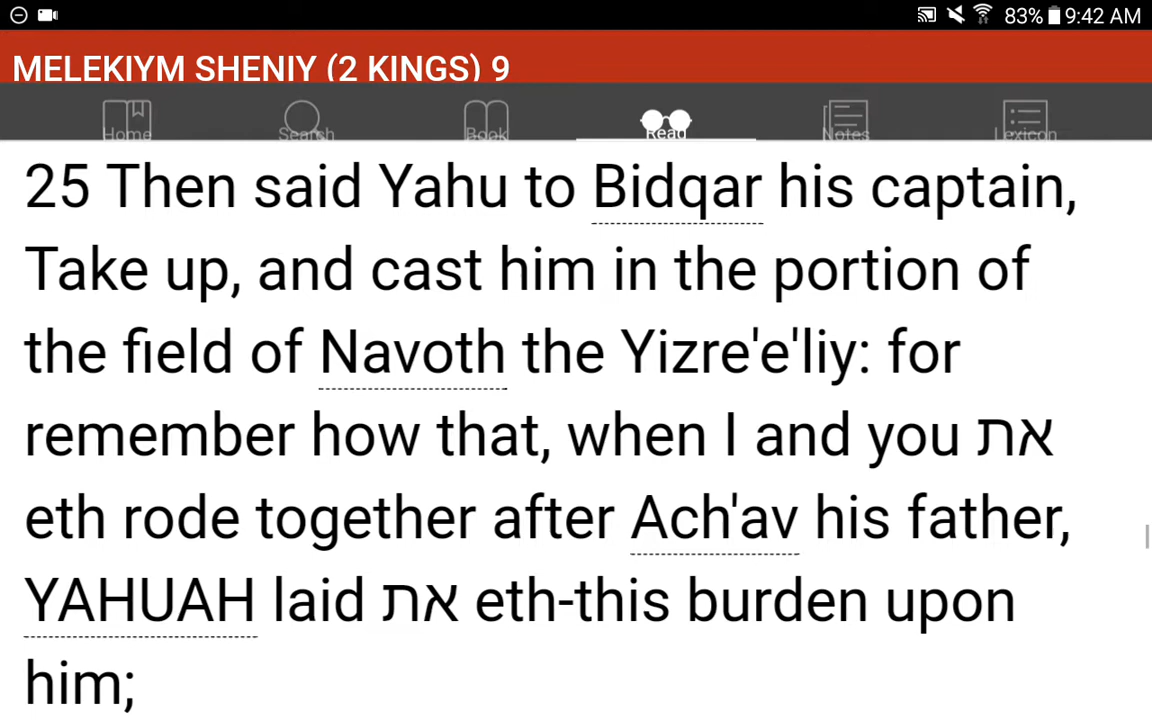 83% 9:42 AM
MELEKIYM SHENIY (2 KINGS) 9
Home Search Book Read Notes Lexicon
25 Then said Yahu to Bidqar his captain,
Take up, and cast him in the portion of
the field of Navoth the Yizre'e'liy: for
remember how that, when I and you את
eth rode together after Ach'av his father,
YAHUAH laid את eth-this burden upon
him;